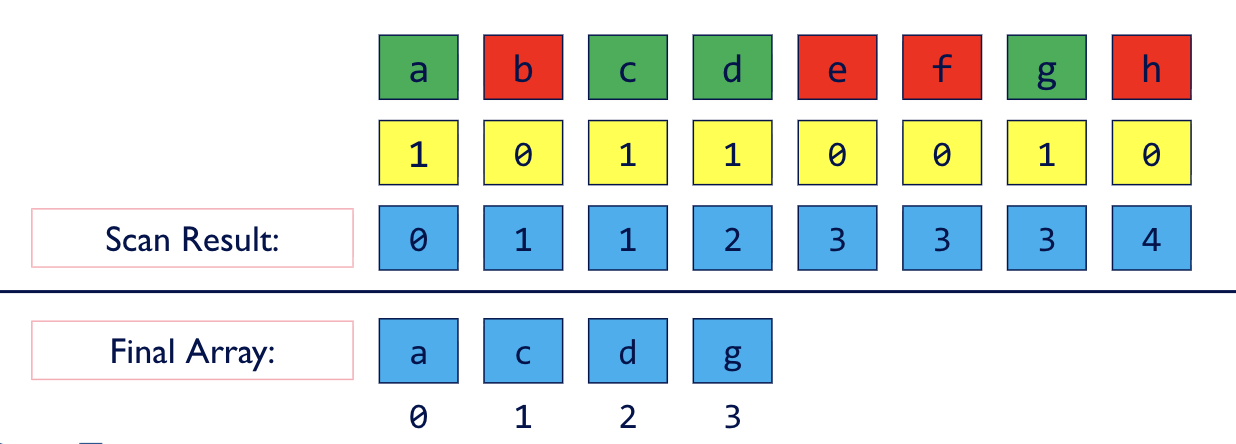 a b c d e f g h
1 0 1 1 0 0 1 0
Scan Result: 0 1 1 2 3 3 3 4
Final Array: a c d g
0 1 2 3